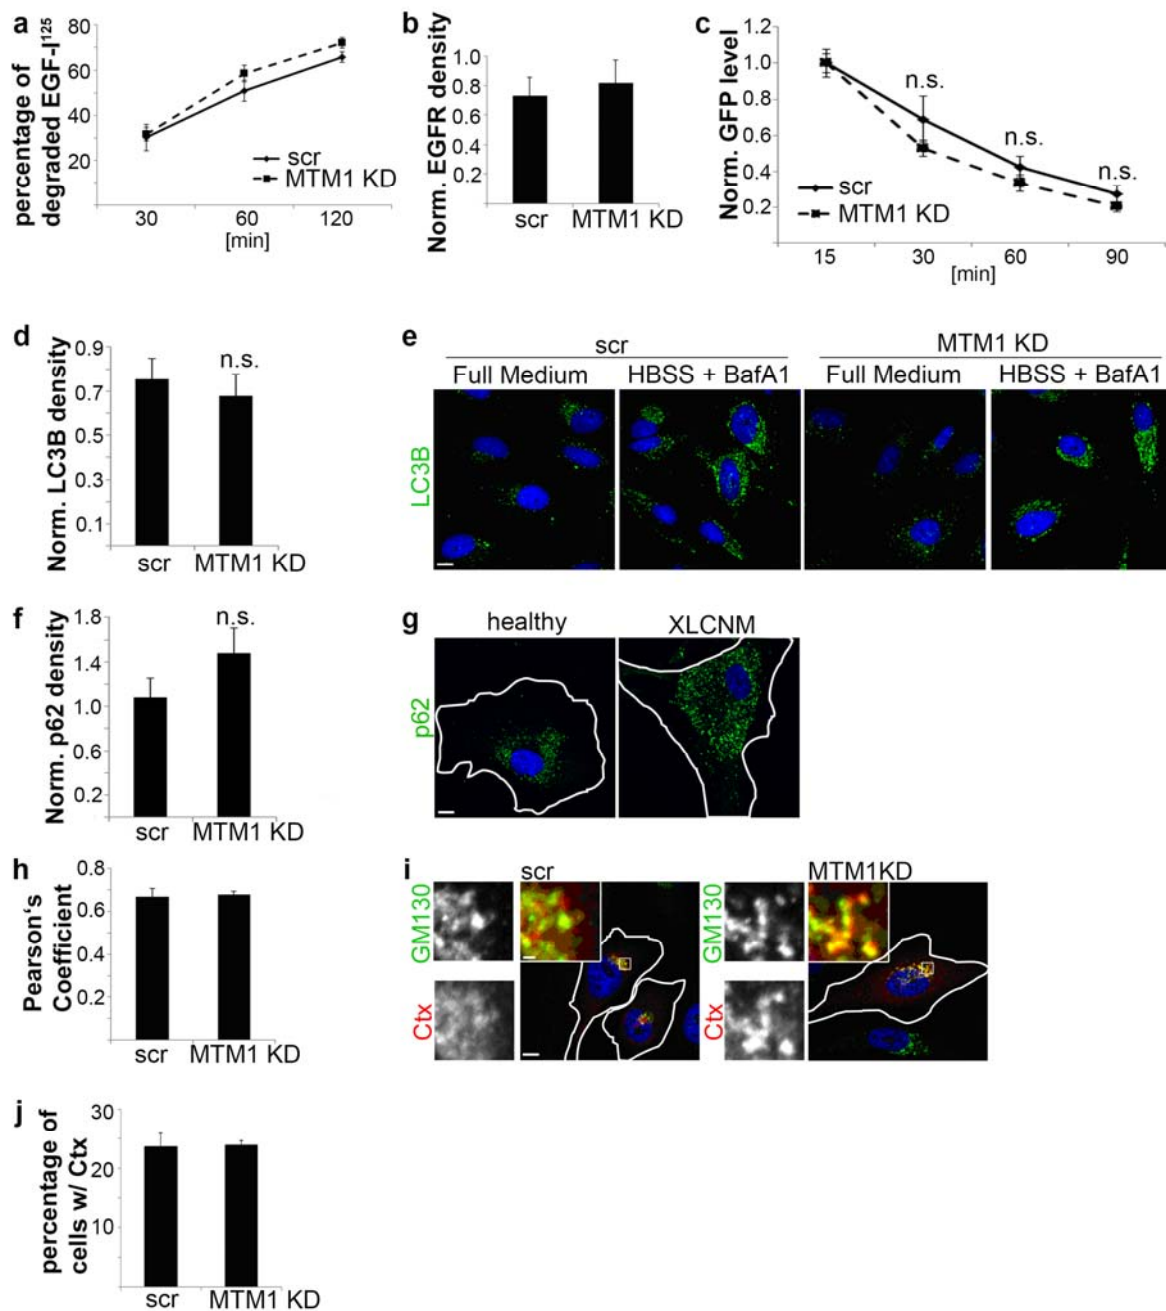 a
percentage of
degraded EGF-I¹²⁵
80
60
40
20
scr
MTM1 KD
30 60 120
[min]
b
Norm. EGFR density
1.0
0.8
0.6
0.4
0.2
scr MTM1 KD
c
Norm. GFP level
1.2
1.0
0.8
0.6
0.4
0.2
n.s.
n.s.
n.s.
scr
MTM1 KD
15 30 60 90
[min]
d
Norm. LC3B density
0.9
0.7
0.5
0.3
0.1
n.s.
scr MTM1 KD
e
scr MTM1 KD
Full Medium HBSS + BafA1 Full Medium HBSS + BafA1
LC3B
f
Norm. p62 density
1.8
1.4
1.0
0.6
0.2
n.s.
scr MTM1 KD
g
healthy XLCNM
p62
h
Pearson‘s
Coefficient
0.8
0.6
0.4
0.2
scr MTM1 KD
i
scr MTM1KD
GM130 GM130
Ctx Ctx
j
percentage of
cells w/ Ctx
30
20
10
scr MTM1 KD